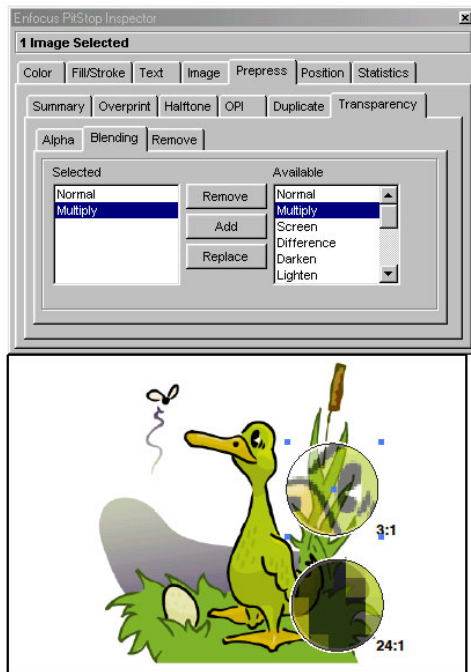 Enfocus PitStop Inspector
1 Image Selected
Color Fill/Stroke Text Image Prepress Position Statistics
Summary Overprint Halftone OPI Duplicate Transparency
Alpha Blending Remove
Selected
Normal
Multiply
Remove
Add
Replace
Available
Normal
Multiply
Screen
Difference
Darken
Lighten
3:1
24:1